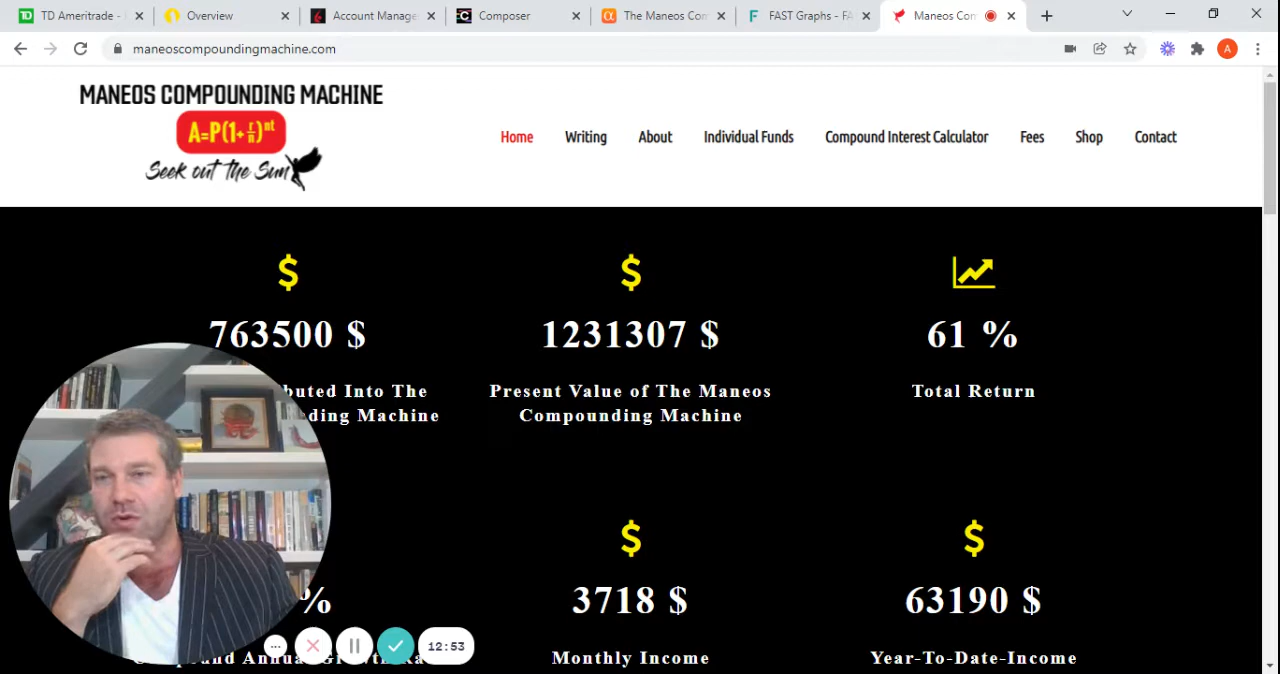 TD Ameritrade -
Overview
Account Manage
Composer
The Maneos Com
FAST Graphs - FA
Maneos Com
maneoscompoundingmachine.com
A
MANEOS COMPOUNDING MACHINE
A=P(1+r/n)nt
Seek out the Sun
Home
Writing
About
Individual Funds
Compound Interest Calculator
Fees
Shop
Contact
763500 $
1231307 $
61 %
buted Into The
Present Value of The Maneos
Total Return
ding Machine
Compounding Machine
%
3718 $
63190 $
12:53
Monthly Income
Year-To-Date-Income